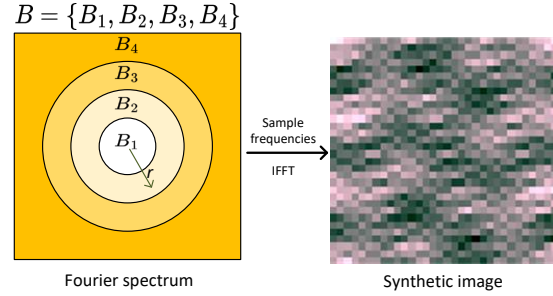 B = {B₁, B₂, B₃, B₄}
B₄
B₃
B₂
B₁
r
Sample
frequencies
IFFT
Fourier spectrum
Synthetic image